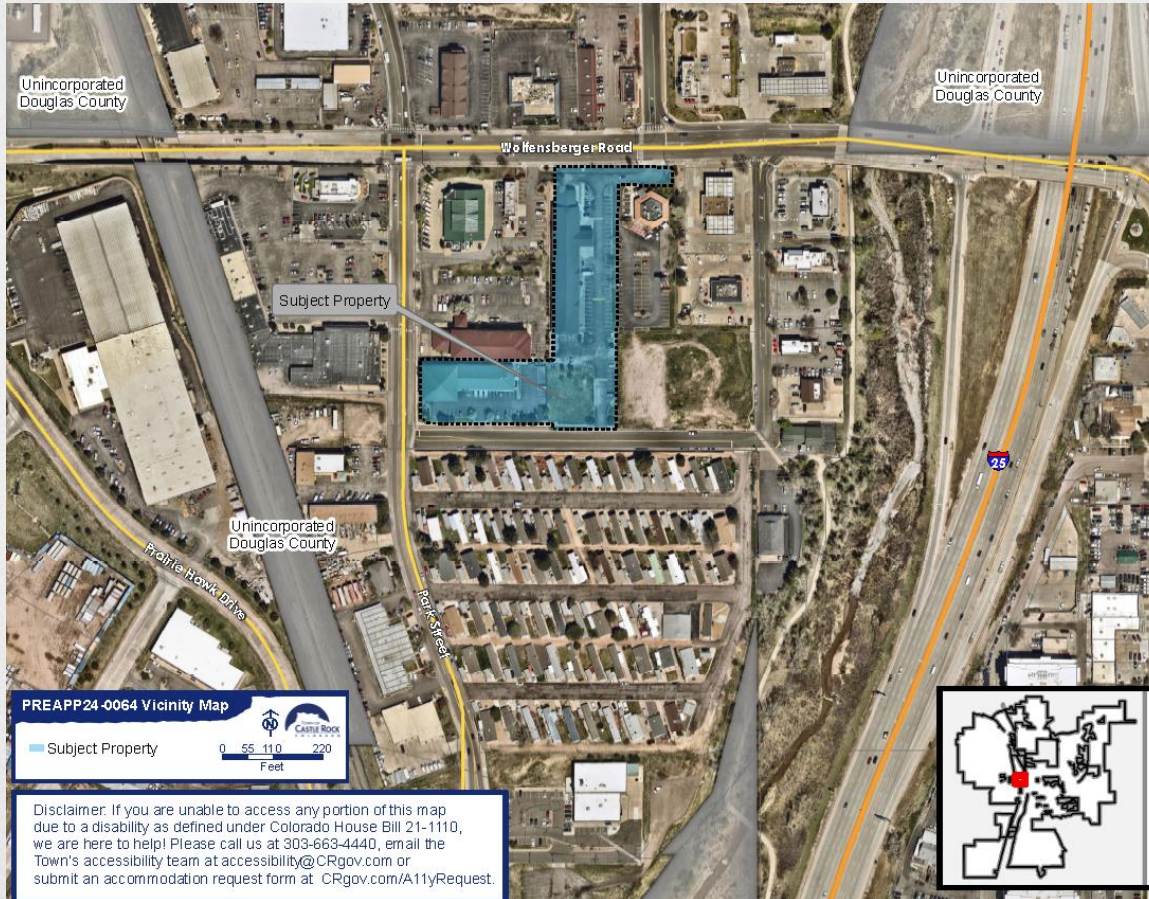 Unincorporated
Douglas County
Unincorporated
Douglas County
Wolfensberger Road
Subject Property
25
Unincorporated
Douglas County
Prairie Hawk Drive
Park Street
PREAPP24-0064 Vicinity Map
N
TOWN OF
CASTLE ROCK
COLORADO
Subject Property
0 55 110 220
Feet
Disclaimer: If you are unable to access any portion of this map
due to a disability as defined under Colorado House Bill 21-1110,
we are here to help! Please call us at 303-663-4440, email the
Town's accessibility team at accessibility@CRgov.com or
submit an accommodation request form at CRgov.com/A11yRequest.